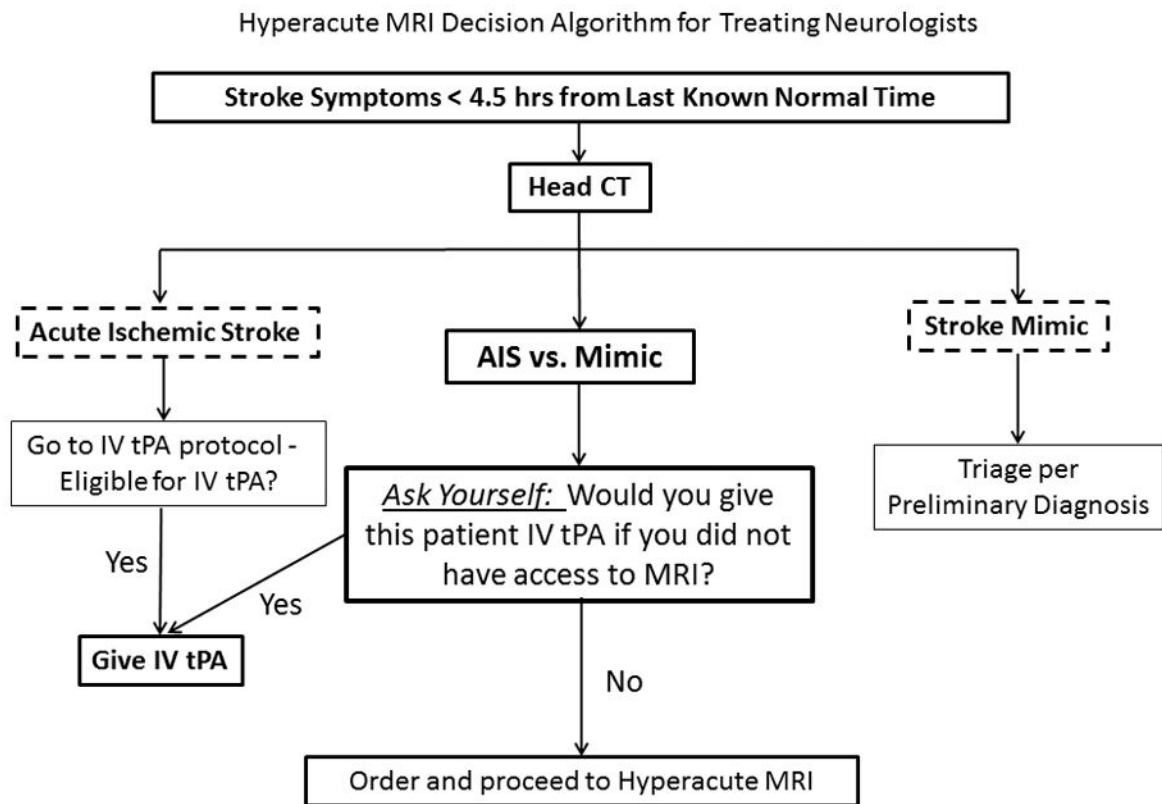 Hyperacute MRI Decision Algorithm for Treating Neurologists
Stroke Symptoms < 4.5 hrs from Last Known Normal Time
Head CT
Acute Ischemic Stroke
AIS vs. Mimic
Stroke Mimic
Go to IV tPA protocol -
Eligible for IV tPA?
Ask Yourself: Would you give
this patient IV tPA if you did not
have access to MRI?
Triage per
Preliminary Diagnosis
Yes
Yes
Give IV tPA
No
Order and proceed to Hyperacute MRI